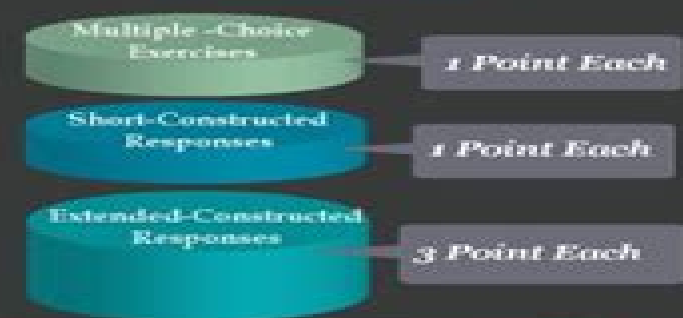 Multiple -Choice
Exercises
1 Point Each
Short-Constructed
Responses
1 Point Each
Extended-Constructed
Responses
3 Point Each